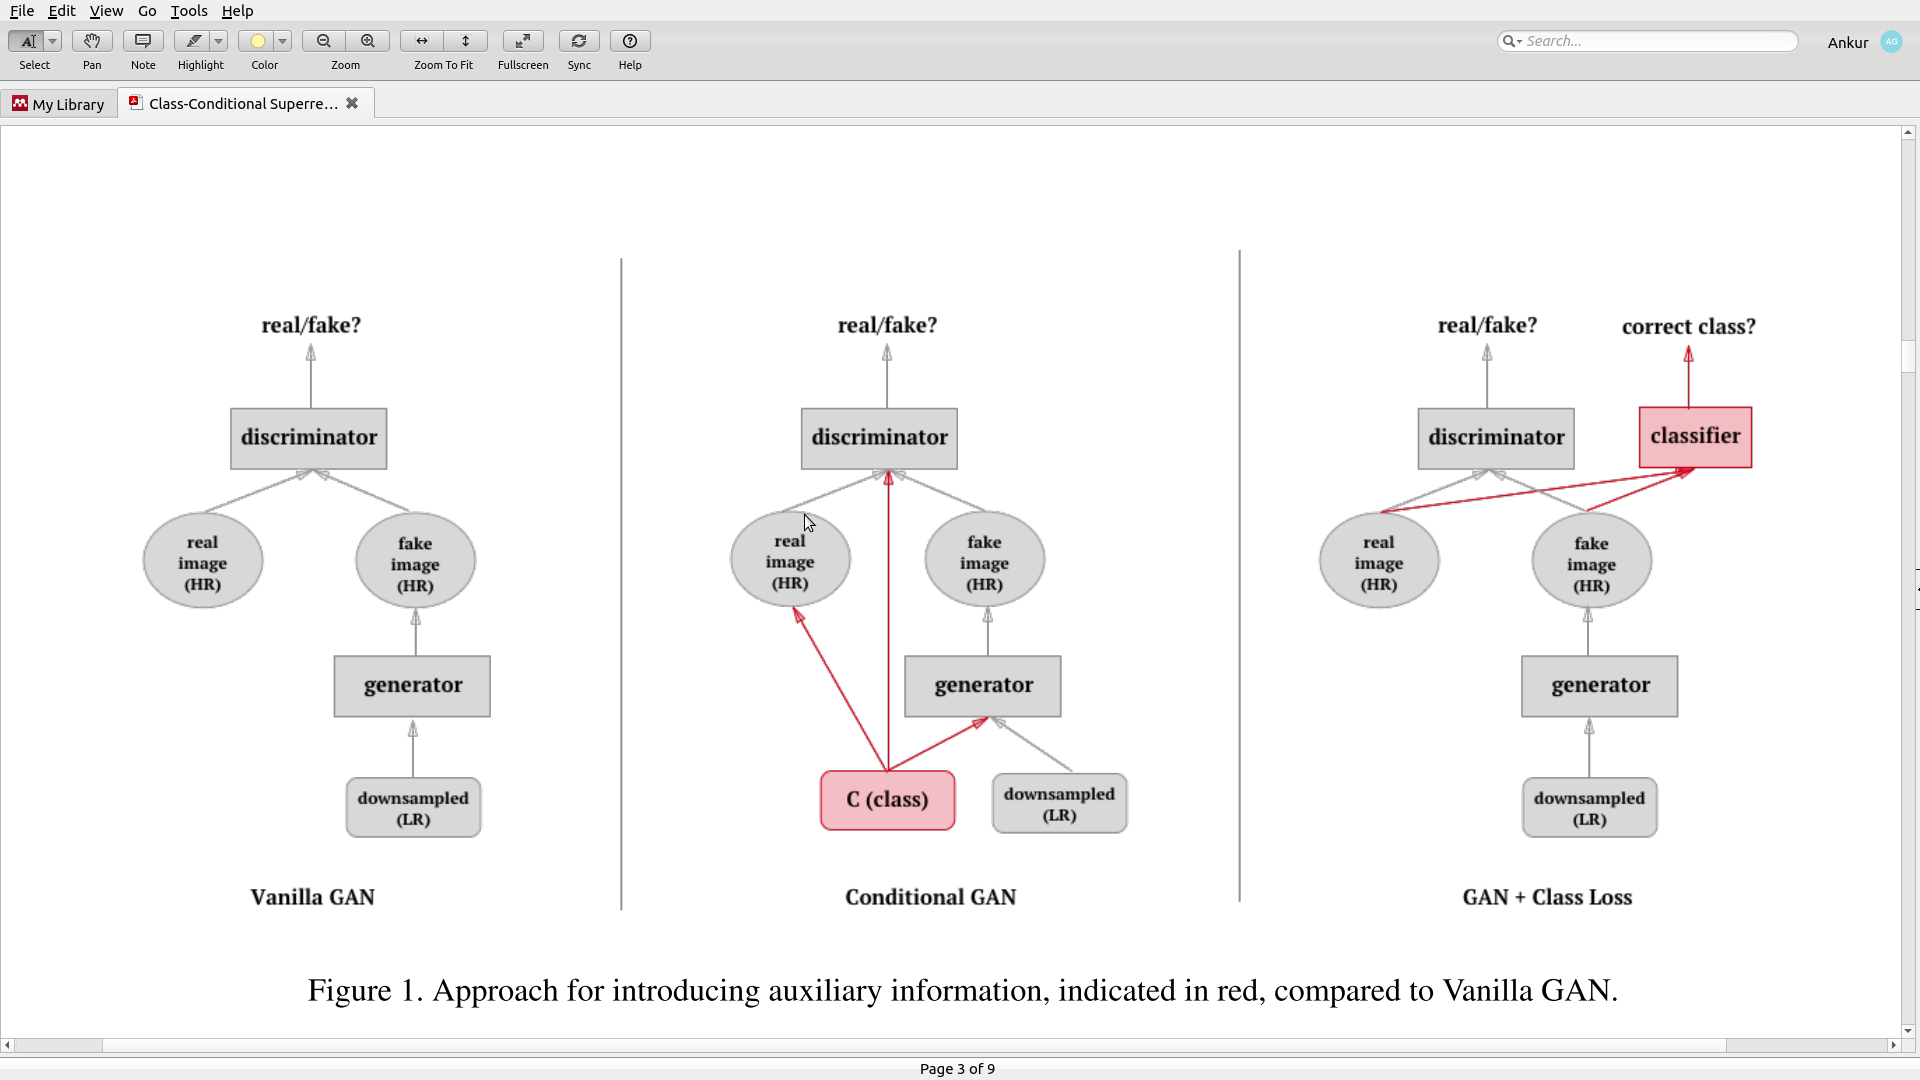 File Edit View Go Tools Help
Select Pan Note Highlight Color Zoom Zoom To Fit Fullscreen Sync Help
Search...
Ankur AG
My Library
Class-Conditional Superre...
real/fake?
discriminator
real
image
(HR)
fake
image
(HR)
generator
downsampled
(LR)
Vanilla GAN
real/fake?
discriminator
real
image
(HR)
fake
image
(HR)
generator
C (class)
downsampled
(LR)
Conditional GAN
real/fake?
correct class?
discriminator
classifier
real
image
(HR)
fake
image
(HR)
generator
downsampled
(LR)
GAN + Class Loss
Figure 1. Approach for introducing auxiliary information, indicated in red, compared to Vanilla GAN.
Page 3 of 9